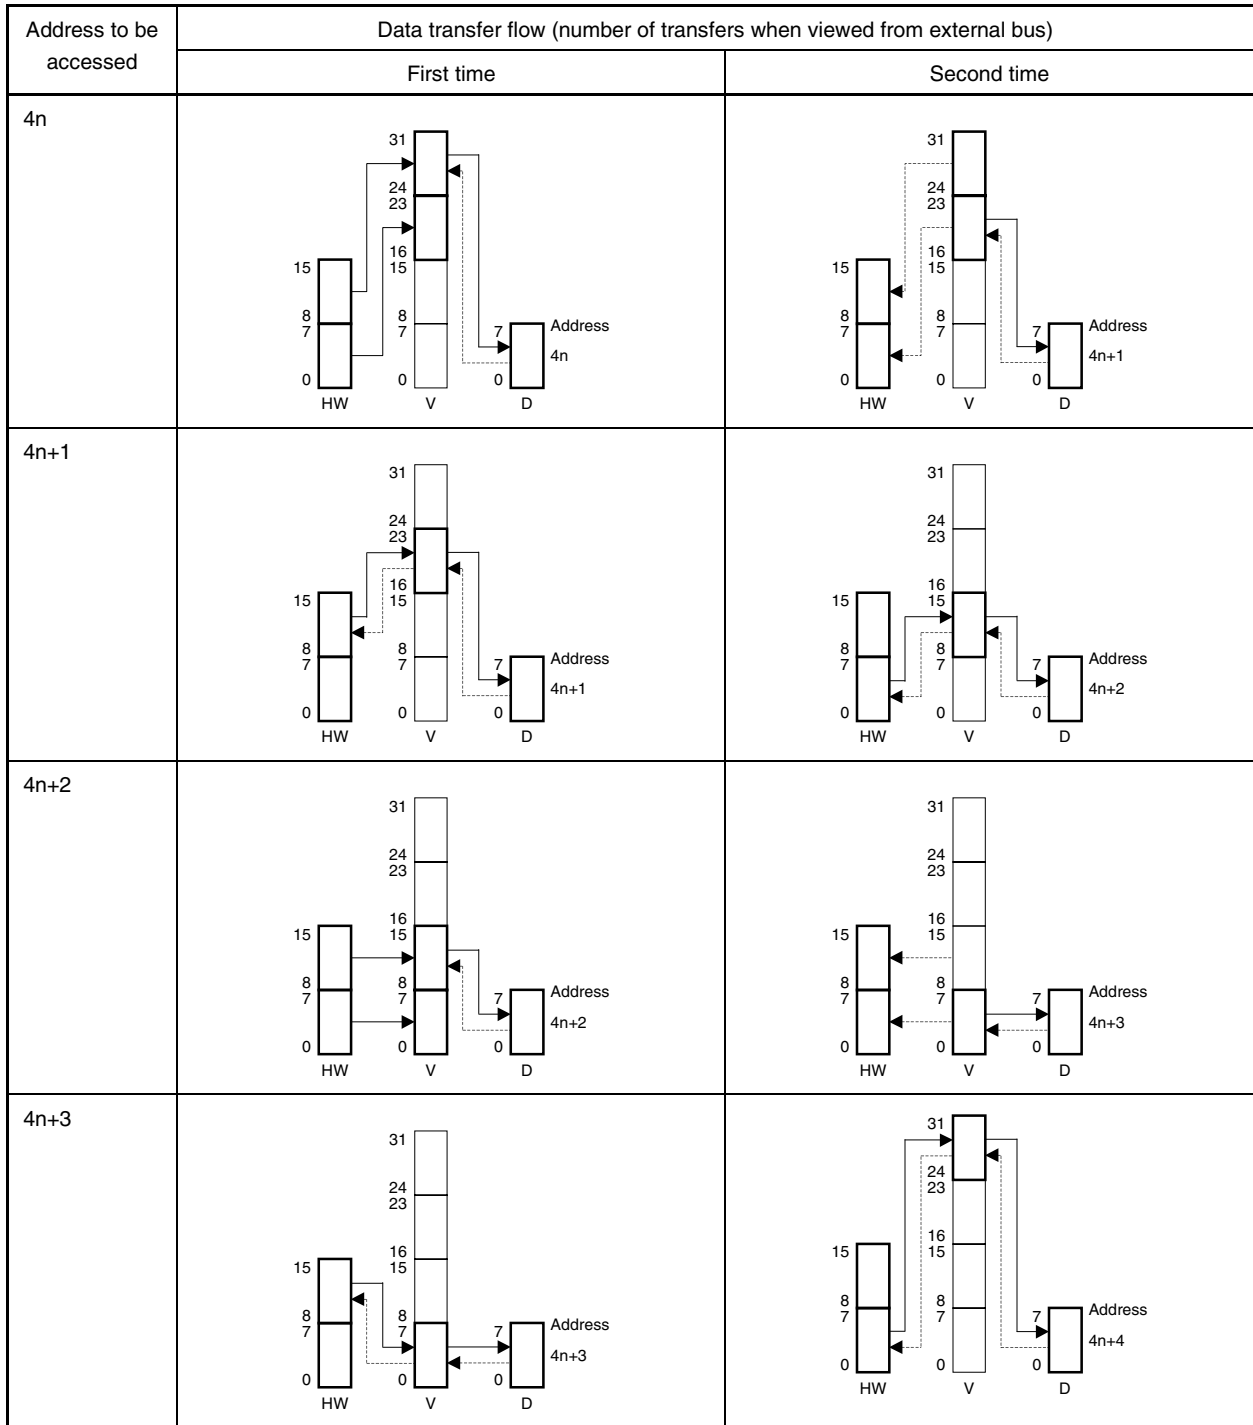 Address to be accessed
Data transfer flow (number of transfers when viewed from external bus)
First time
Second time
4n
31
24
23
16
15
8
7
0
15
8
7
0
7
0
Address
4n
HW
V
D
31
24
23
16
15
8
7
0
15
8
7
0
7
0
Address
4n+1
HW
V
D
4n+1
31
24
23
16
15
8
7
0
15
8
7
0
7
0
Address
4n+1
HW
V
D
31
24
23
16
15
8
7
0
15
8
7
0
7
0
Address
4n+2
HW
V
D
4n+2
31
24
23
16
15
8
7
0
15
8
7
0
7
0
Address
4n+2
HW
V
D
31
24
23
16
15
8
7
0
15
8
7
0
7
0
Address
4n+3
HW
V
D
4n+3
31
24
23
16
15
8
7
0
15
8
7
0
7
0
Address
4n+3
HW
V
D
31
24
23
16
15
8
7
0
15
8
7
0
7
0
Address
4n+4
HW
V
D